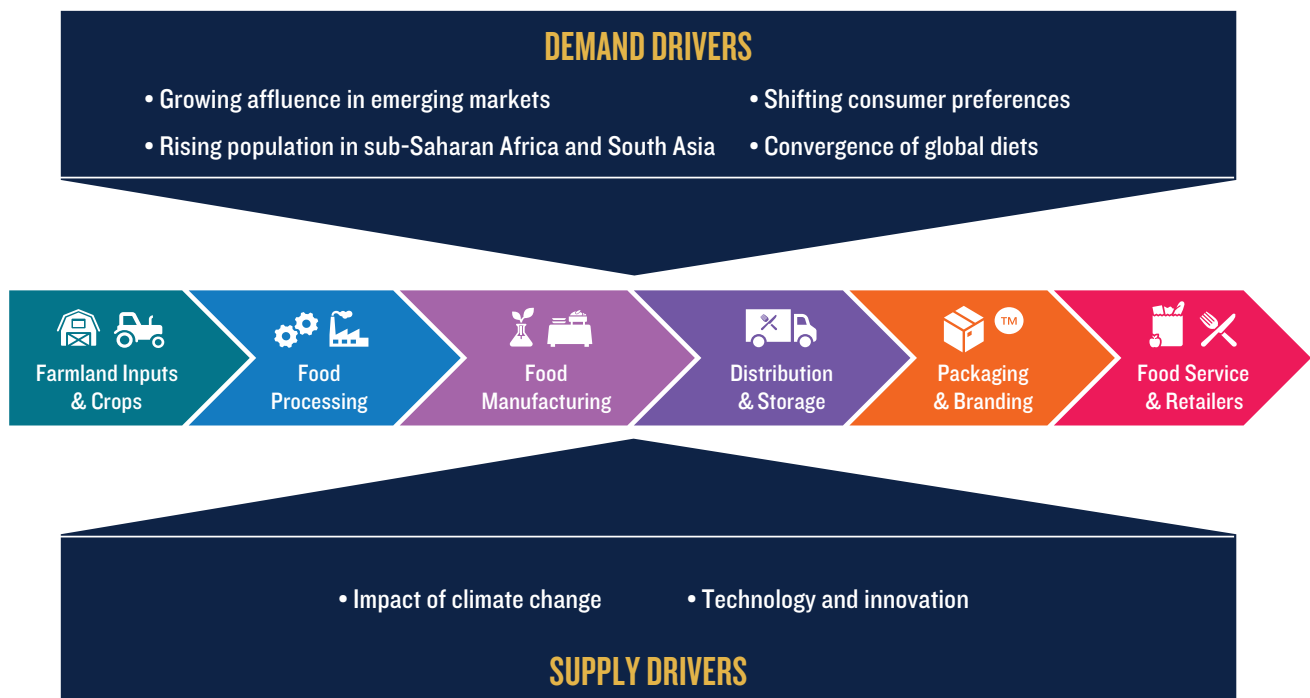 DEMAND DRIVERS
• Growing affluence in emerging markets
• Shifting consumer preferences
• Rising population in sub-Saharan Africa and South Asia
• Convergence of global diets
Farmland Inputs
& Crops
Food
Processing
Food
Manufacturing
Distribution
& Storage
TM
Packaging
& Branding
Food Service
& Retailers
• Impact of climate change
• Technology and innovation
SUPPLY DRIVERS